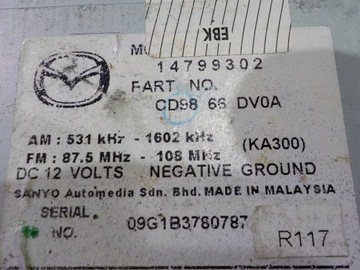 EBK
14799302
PART NO.
CD98 66 DV0A
AM : 531 kHz - 1602 kHz (KA300)
FM : 87.5 MHz - 108 MHz
DC 12 VOLTS NEGATIVE GROUND
SANYO Automedia Sdn. Bhd. MADE IN MALAYSIA
SERIAL
NO. 09G1B3780787
R117